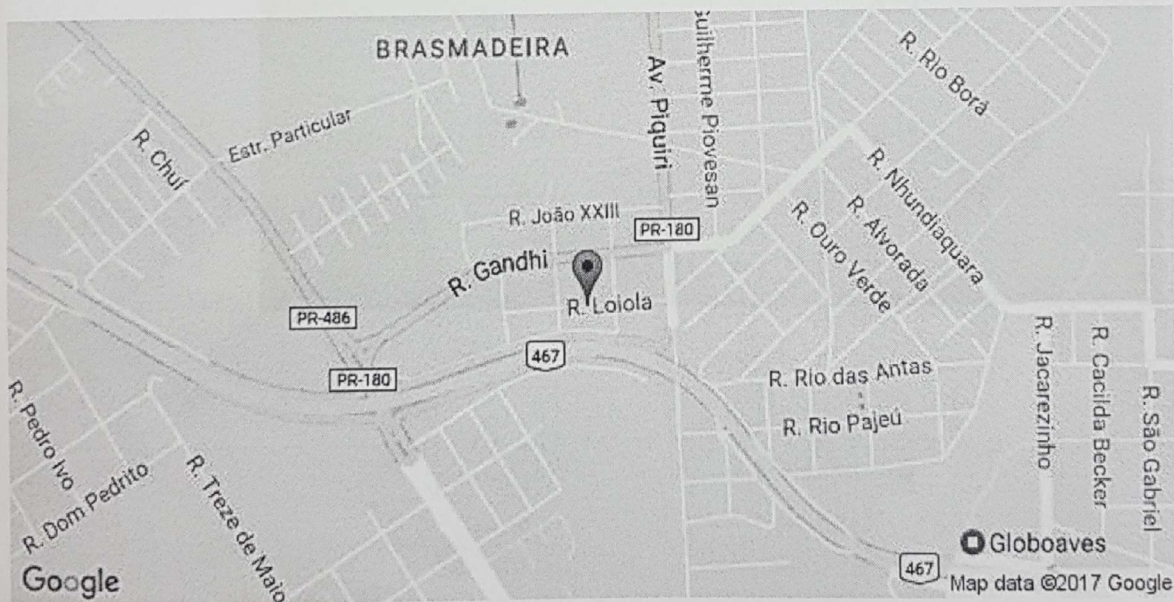 BRASMADEIRA
Guilherme Piovesan
Av. Piquiri
R. Rio Borá
Estr. Particular
R. Chuí
R. Nhundiaquara
R. Alvorada
R. Ouro Verde
R. João XXIII
PR-180
R. Gandhi
R. Loiola
PR-486
467
PR-180
R. Rio das Antas
R. Rio Pajeú
R. Jacarezinho
R. Cacilda Becker
R. São Gabriel
R. Pedro Ivo
R. Dom Pedrito
R. Treze de Maio
Globoaves
467
Google
Map data ©2017 Google